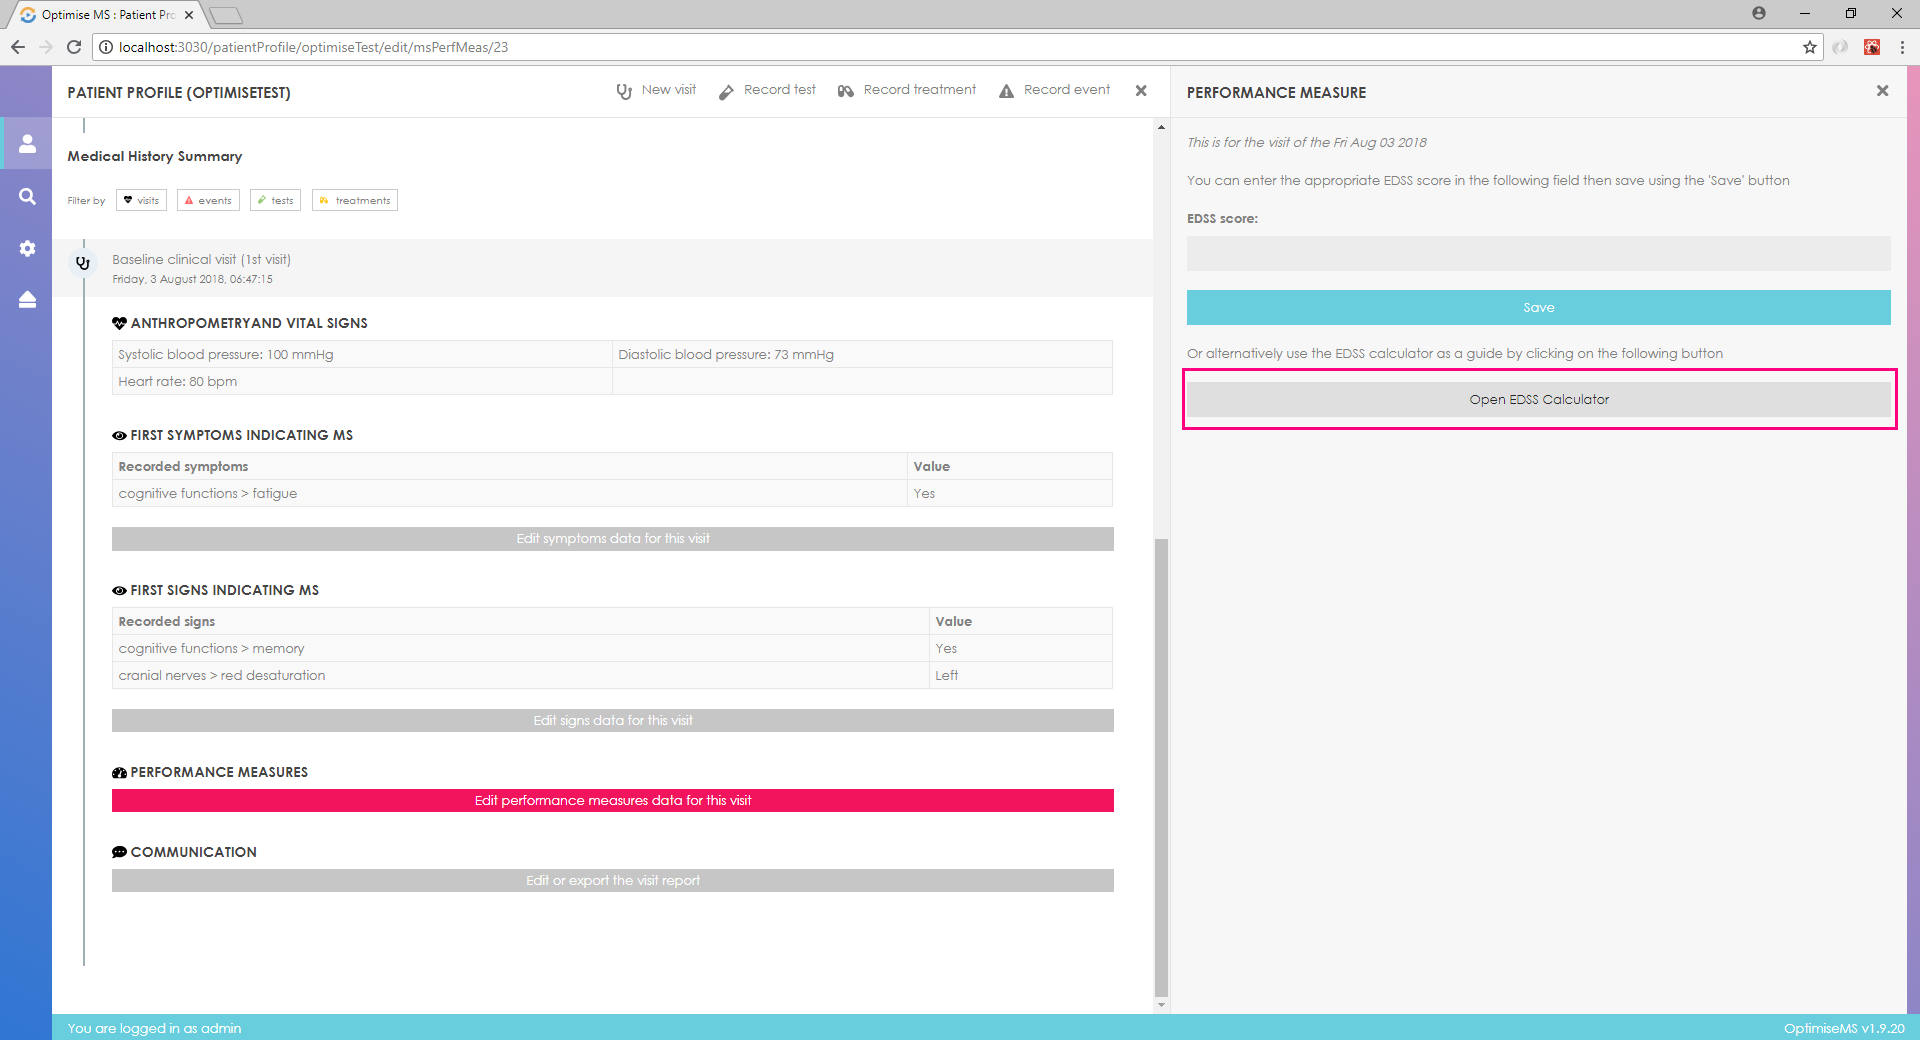 Optimise MS : Patient Pro
localhost:3030/patientProfile/optimiseTest/edit/msPerfMeas/23
PATIENT PROFILE (OPTIMISETEST)
New visit
Record test
Record treatment
Record event
Medical History Summary
Filter by
visits
events
tests
treatments
Baseline clinical visit (1st visit)
Friday, 3 August 2018, 06:47:15
ANTHROPOMETRYAND VITAL SIGNS
Systolic blood pressure: 100 mmHg
Diastolic blood pressure: 73 mmHg
Heart rate: 80 bpm
FIRST SYMPTOMS INDICATING MS
Recorded symptoms
Value
cognitive functions > fatigue
Yes
Edit symptoms data for this visit
FIRST SIGNS INDICATING MS
Recorded signs
Value
cognitive functions > memory
Yes
cranial nerves > red desaturation
Left
Edit signs data for this visit
PERFORMANCE MEASURES
Edit performance measures data for this visit
COMMUNICATION
Edit or export the visit report
PERFORMANCE MEASURE
This is for the visit of the Fri Aug 03 2018
You can enter the appropriate EDSS score in the following field then save using the 'Save' button
EDSS score:
Save
Or alternatively use the EDSS calculator as a guide by clicking on the following button
Open EDSS Calculator
You are logged in as admin
OptimiseMS v1.9.20